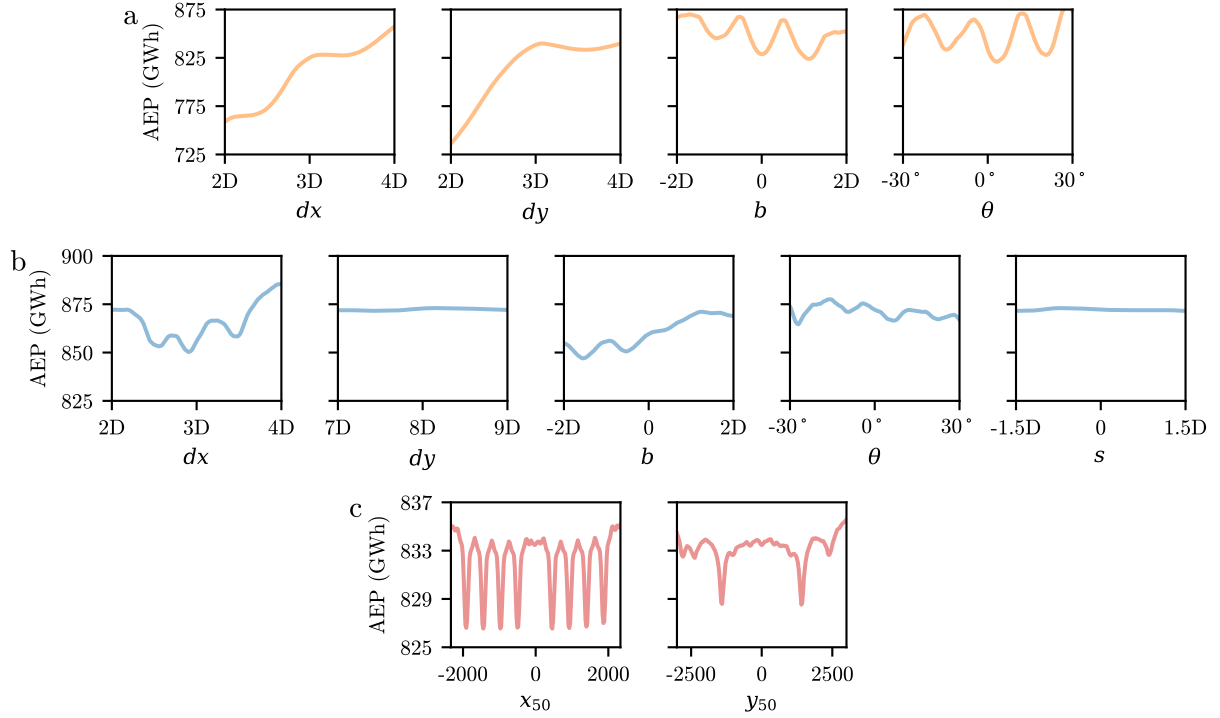 a
AEP (GWh)
875
825
775
725
2D 3D 4D
dx
2D 3D 4D
dy
-2D 0 2D
b
-30° 0° 30°
θ
b
AEP (GWh)
900
875
850
825
2D 3D 4D
dx
7D 8D 9D
dy
-2D 0 2D
b
-30° 0° 30°
θ
-1.5D 0 1.5D
s
c
AEP (GWh)
837
833
829
825
-2000 0 2000
x50
-2500 0 2500
y50